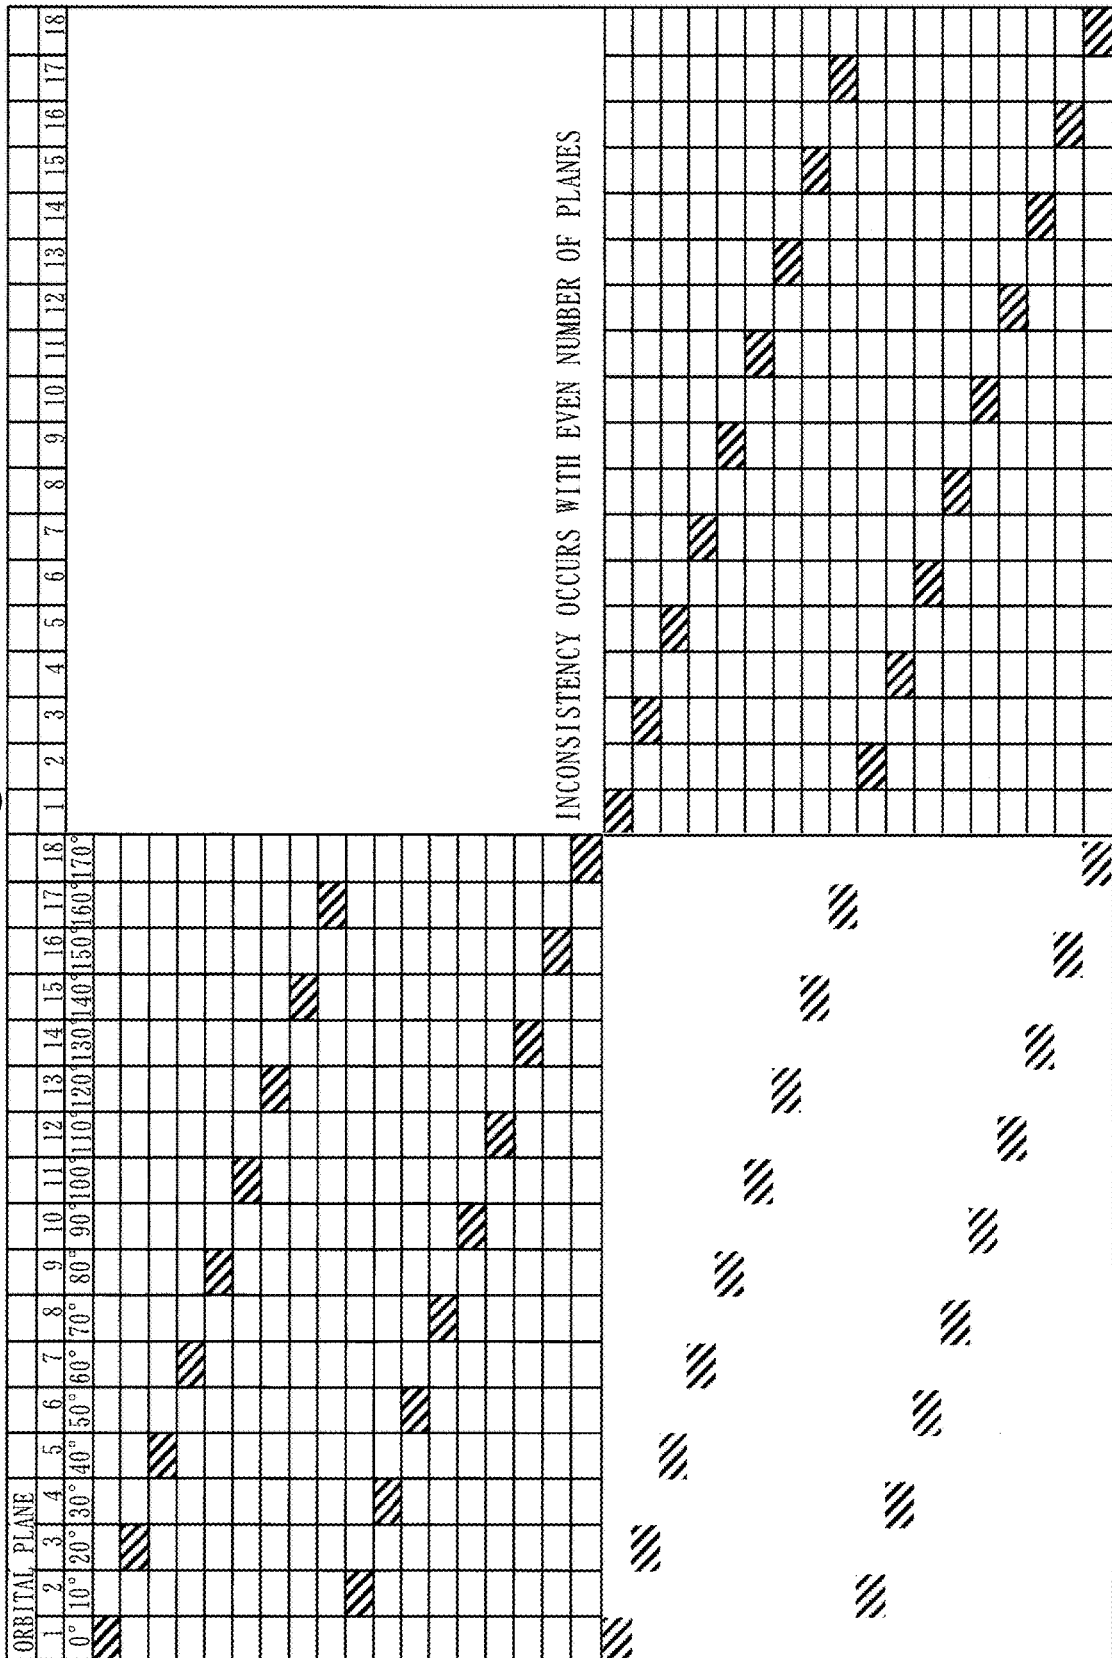 ORBITAL PLANE
1 2 3 4 5 6 7 8 9 10 11 12 13 14 15 16 17 18 1 2 3 4 5 6 7 8 9 10 11 12 13 14 15 16 17 18
0° 10° 20° 30° 40° 50° 60° 70° 80° 90° 100° 110° 120° 130° 140° 150° 160° 170°
INCONSISTENCY OCCURS WITH EVEN NUMBER OF PLANES